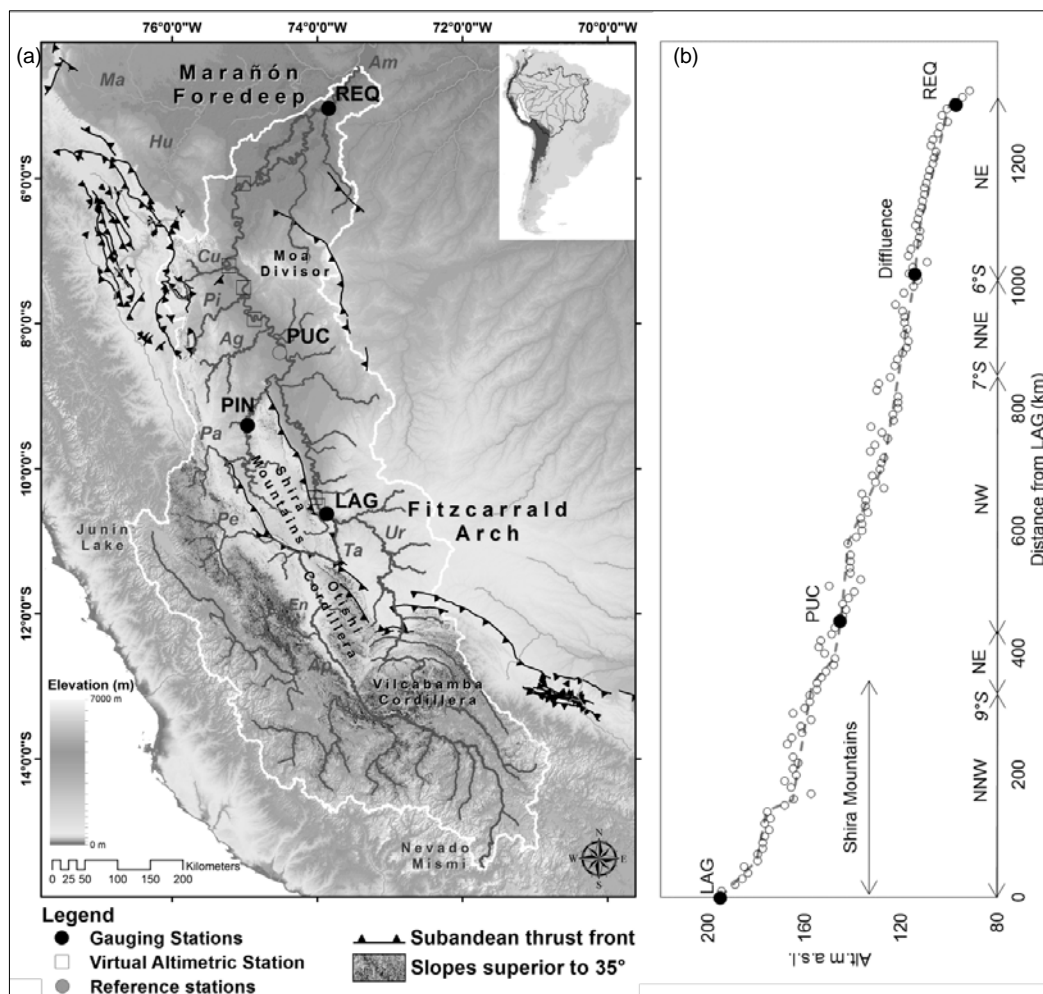 (a)
76°0'0"W
74°0'0"W
72°0'0"W
70°0'0"W
6°0'0"S
8°0'0"S
10°0'0"S
12°0'0"S
14°0'0"S
Ma
Marañón
Foredeep
Am
REQ
Hu
Moa
Divisor
Cu
Pi
Ag
PUC
PIN
Pa
Shira
Mountains
LAG
Fitzcarrald
Arch
Junin
Lake
Pe
Ta
Ur
Otishi
Cordillera
En
Ap
Vilcabamba
Cordillera
Nevado
Mismi
Elevation (m)
7000 m
0 m
0 25 50 100 150 200
Kilometers
N
W E
S
Legend
Gauging Stations
Virtual Altimetric Station
Reference stations
Subandean thrust front
Slopes superior to 35°
(b)
REQ
Diffluence
PUC
LAG
NE
6°S
NNE
7°S
NW
NE
9°S
NNW
Shira Mountains
0
200
400
600
800
1000
1200
Distance from LAG (km)
200
160
120
80
Alt.m a.s.l.